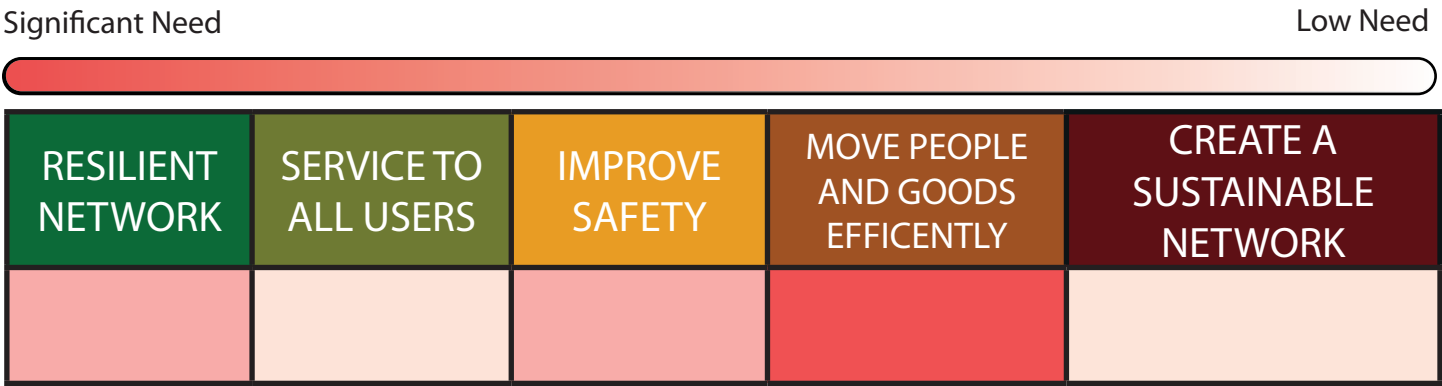 Significant Need
Low Need
RESILIENT
NETWORK
SERVICE TO
ALL USERS
IMPROVE
SAFETY
MOVE PEOPLE
AND GOODS
EFFICENTLY
CREATE A
SUSTAINABLE
NETWORK